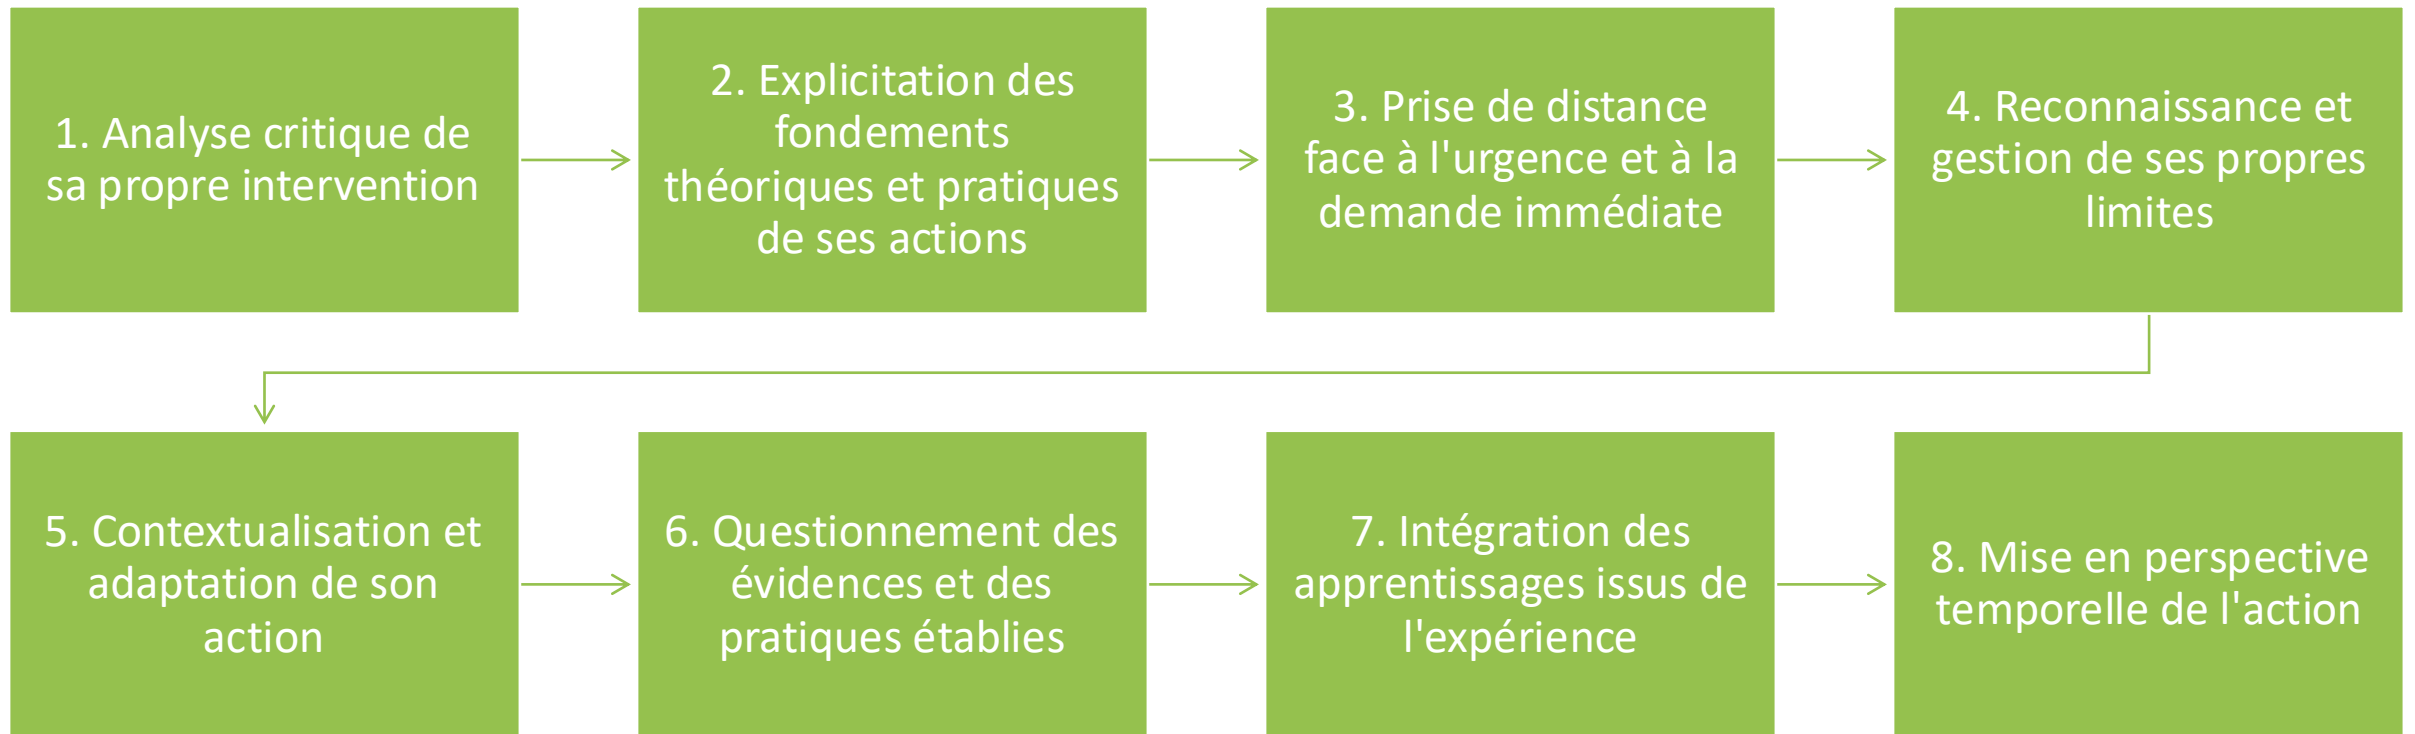 1. Analyse critique de
sa propre intervention
2. Explicitation des
fondements
théoriques et pratiques
de ses actions
3. Prise de distance
face à l'urgence et à la
demande immédiate
4. Reconnaissance et
gestion de ses propres
limites
5. Contextualisation et
adaptation de son
action
6. Questionnement des
évidences et des
pratiques établies
7. Intégration des
apprentissages issus de
l'expérience
8. Mise en perspective
temporelle de l'action